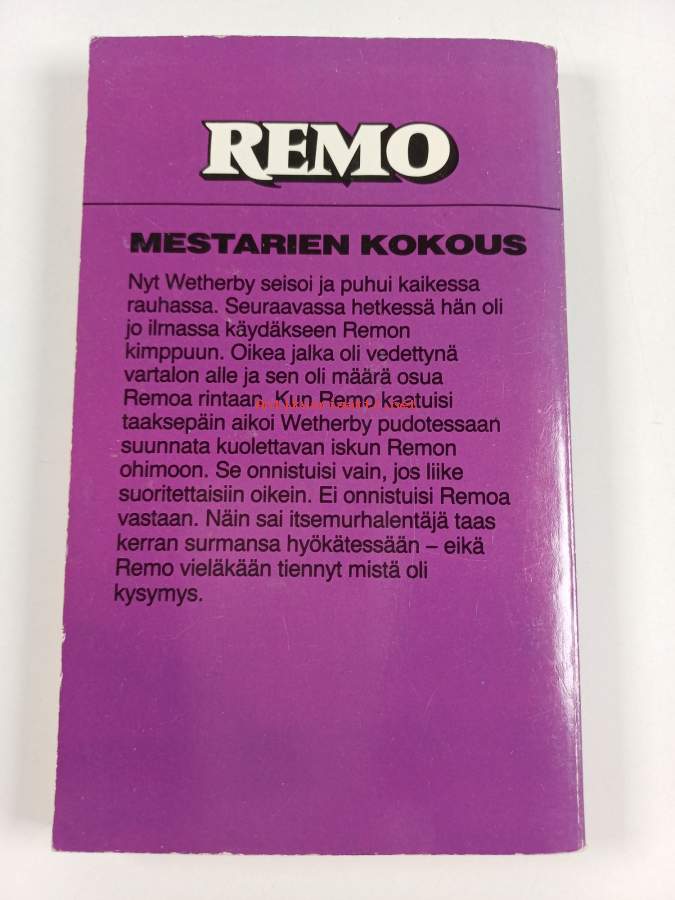 REMO
MESTARIEN KOKOUS
Nyt Wetherby seisoi ja puhui kaikessa
rauhassa. Seuraavassa hetkessä hän oli
jo ilmassa käydäkseen Remon
kimppuun. Oikea jalka oli vedettynä
vartalon alle ja sen oli määrä osua
Remoa rintaan. Kun Remo kaatuisi
taaksepäin aikoi Wetherby pudotessaan
suunnata kuolettavan iskun Remon
ohimoon. Se onnistuisi vain, jos liike
suoritettaisiin oikein. Ei onnistuisi Remoa
vastaan. Näin sai itsemurhalentäjä taas
kerran surmansa hyökätessään – eikä
Remo vieläkään tiennyt mistä oli
kysymys.